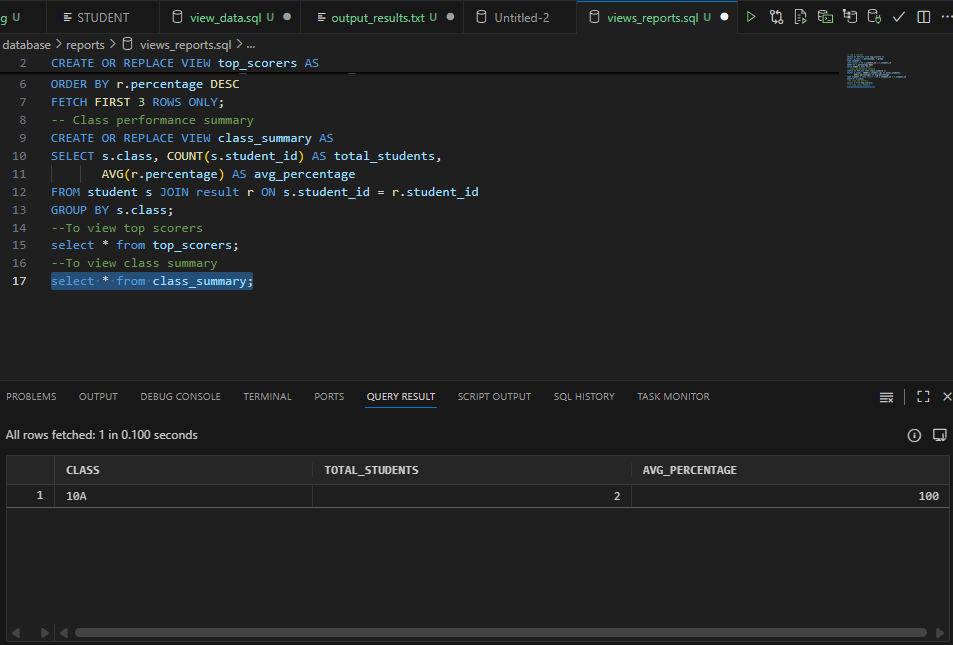 g U STUDENT view_data.sql U output_results.txt U Untitled-2 views_reports.sql U
database > reports > views_reports.sql > ...
2 CREATE OR REPLACE VIEW top_scorers AS
6 ORDER BY r.percentage DESC
7 FETCH FIRST 3 ROWS ONLY;
8 -- Class performance summary
9 CREATE OR REPLACE VIEW class_summary AS
10 SELECT s.class, COUNT(s.student_id) AS total_students,
11 AVG(r.percentage) AS avg_percentage
12 FROM student s JOIN result r ON s.student_id = r.student_id
13 GROUP BY s.class;
14 --To view top scorers
15 select * from top_scorers;
16 --To view class summary
17 select * from class_summary;
PROBLEMS OUTPUT DEBUG CONSOLE TERMINAL PORTS QUERY RESULT SCRIPT OUTPUT SQL HISTORY TASK MONITOR
All rows fetched: 1 in 0.100 seconds
CLASS TOTAL_STUDENTS AVG_PERCENTAGE
1 10A 2 100